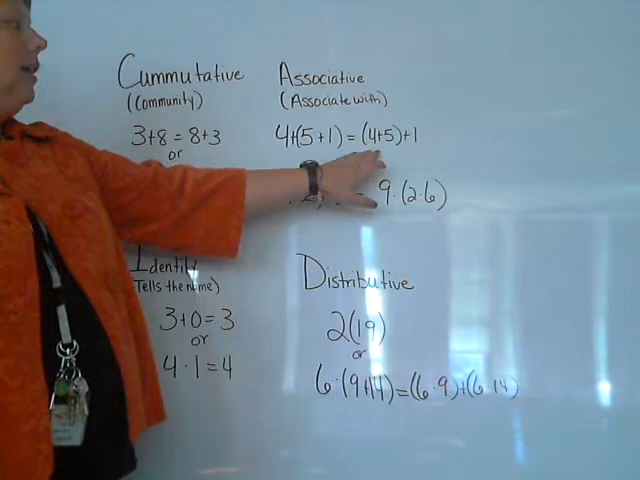 Cummutative
(Community)
3+8 = 8+3
or
Associative
(Associate with)
4+(5+1) = (4+5)+1
9·(2·6)
Identity
Tells the name)
3+0=3
or
4·1=4
Distributive
2(19)
or
6·(9+14)=(6·9)+(6·14)